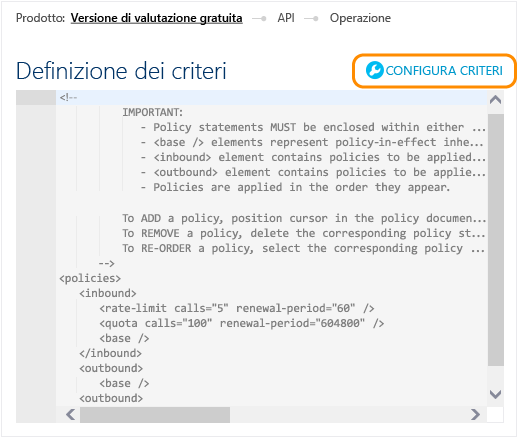 Prodotto: Versione di valutazione gratuita API Operazione
Definizione dei criteri CONFIGURA CRITERI
<!--
IMPORTANT:
- Policy statements MUST be enclosed within either ...
- <base /> elements represent policy-in-effect inhe...
- <inbound> element contains policies to be applied...
- <outbound> element contains policies to be applie...
- Policies are applied in the order they appear.
To ADD a policy, position cursor in the policy documen...
To REMOVE a policy, delete the corresponding policy st...
To RE-ORDER a policy, select the corresponding policy ...
-->
<policies>
<inbound>
<rate-limit calls="5" renewal-period="60" />
<quota calls="100" renewal-period="604800" />
<base />
</inbound>
<outbound>
<base />
<outbound>